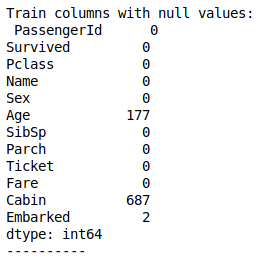 Train columns with null values:
 PassengerId      0
Survived         0
Pclass           0
Name             0
Sex              0
Age            177
SibSp            0
Parch            0
Ticket           0
Fare             0
Cabin          687
Embarked         2
dtype: int64
----------